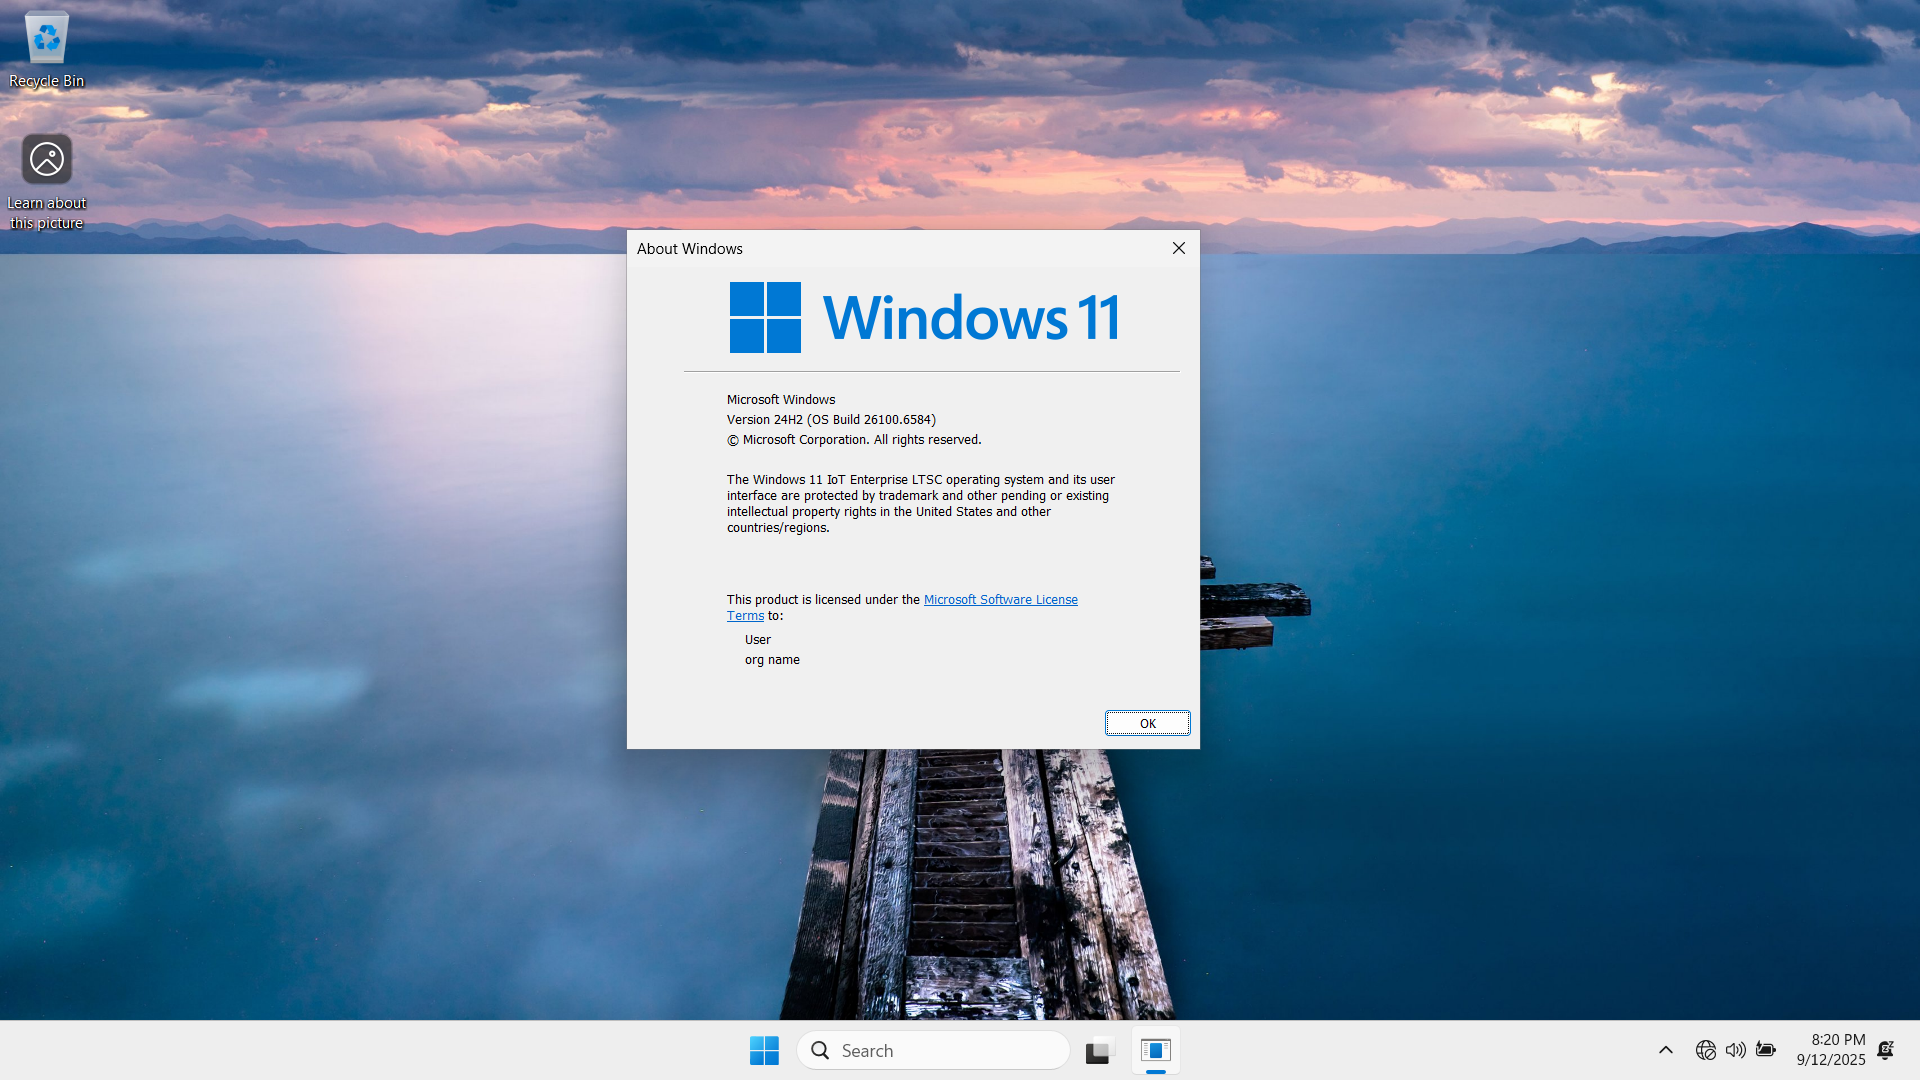 Recycle Bin
Learn about
this picture
About Windows
Windows 11
Microsoft Windows
Version 24H2 (OS Build 26100.6584)
© Microsoft Corporation. All rights reserved.
The Windows 11 IoT Enterprise LTSC operating system and its user
interface are protected by trademark and other pending or existing
intellectual property rights in the United States and other
countries/regions.
This product is licensed under the Microsoft Software License
Terms to:
User
org name
OK
Search
8:20 PM
9/12/2025